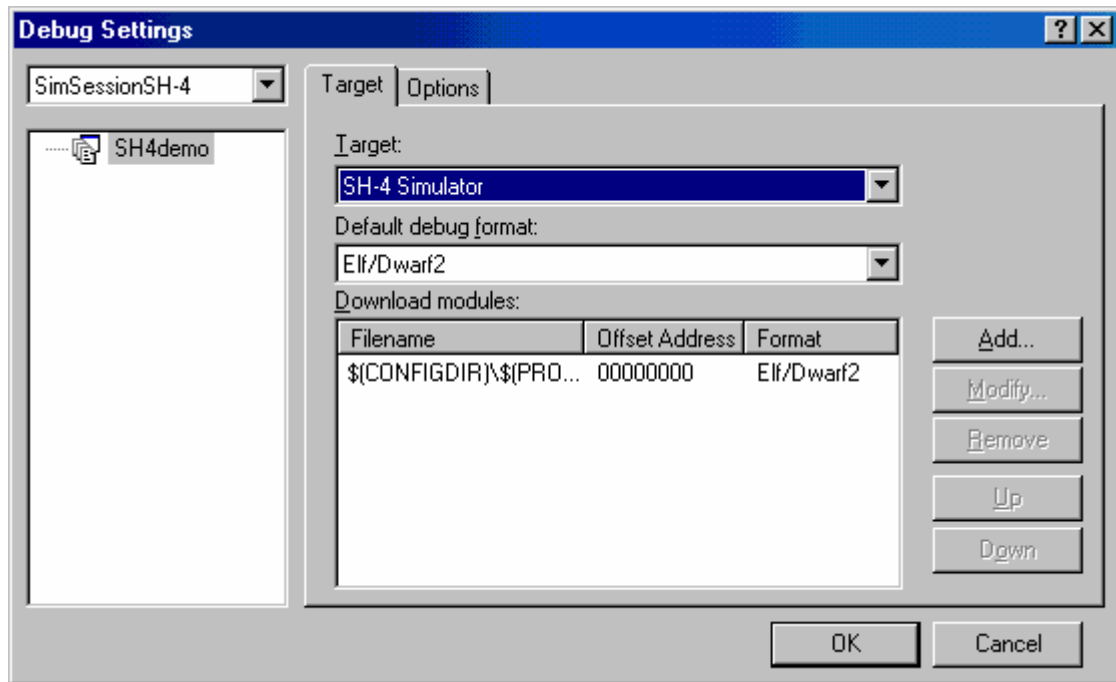 Debug Settings
SimSessionSH-4
SH4demo
Target Options
Target:
SH-4 Simulator
Default debug format:
Elf/Dwarf2
Download modules:
Filename Offset Address Format
$(CONFIGDIR)\$(PRO... 00000000 Elf/Dwarf2
Add...
Modify...
Remove
Up
Down
OK Cancel